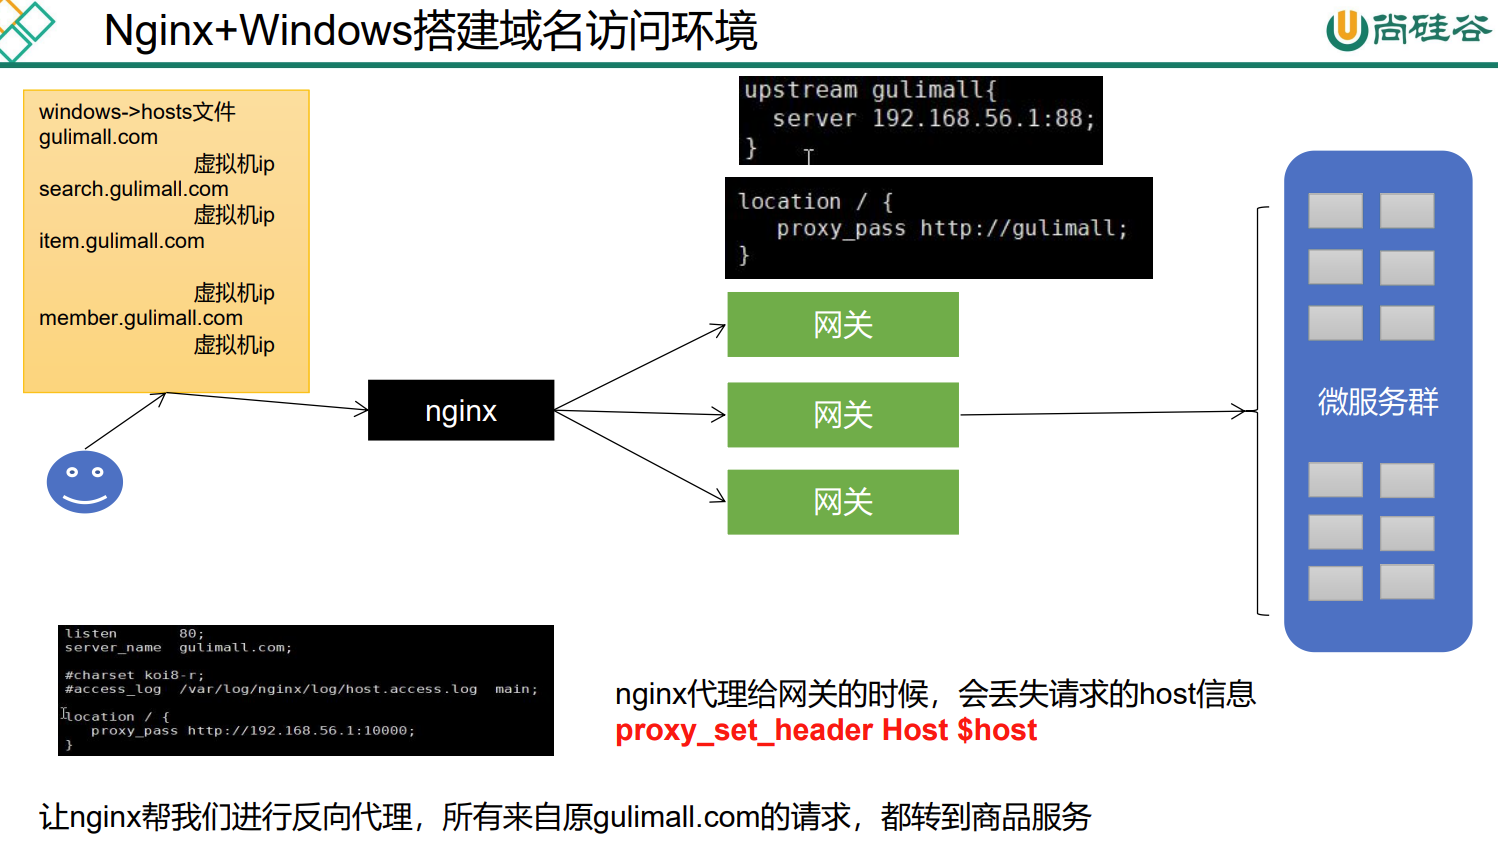 Nginx+Windows搭建域名访问环境
尚硅谷
windows->hosts文件
gulimall.com
虚拟机ip
search.gulimall.com
虚拟机ip
item.gulimall.com
虚拟机ip
member.gulimall.com
虚拟机ip
upstream gulimall{
server 192.168.56.1:88;
}
location / {
proxy_pass http://gulimall;
}
nginx
网关
网关
网关
微服务群
listen 80;
server_name gulimall.com;
#charset koi8-r;
#access_log /var/log/nginx/log/host.access.log main;
location / {
proxy_pass http://192.168.56.1:10000;
}
nginx代理给网关的时候，会丢失请求的host信息
proxy_set_header Host $host
让nginx帮我们进行反向代理，所有来自原gulimall.com的请求，都转到商品服务